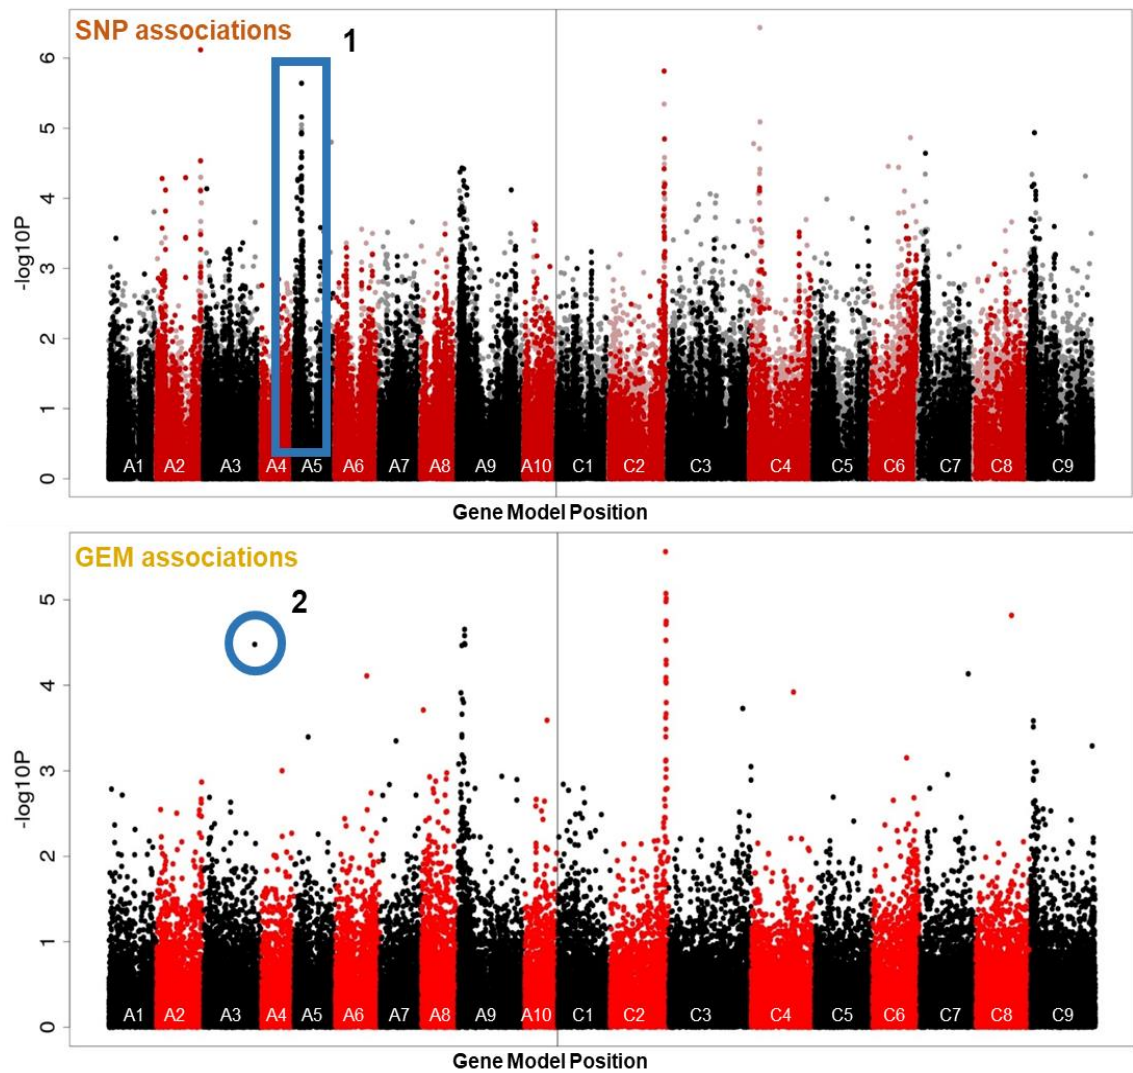 SNP associations
1
6
5
4
3
2
1
0
-log10P
A1 A2 A3 A4 A5 A6 A7 A8 A9 A10 C1 C2 C3 C4 C5 C6 C7 C8 C9
Gene Model Position
GEM associations
2
5
4
3
2
1
0
-log10P
A1 A2 A3 A4 A5 A6 A7 A8 A9 A10 C1 C2 C3 C4 C5 C6 C7 C8 C9
Gene Model Position